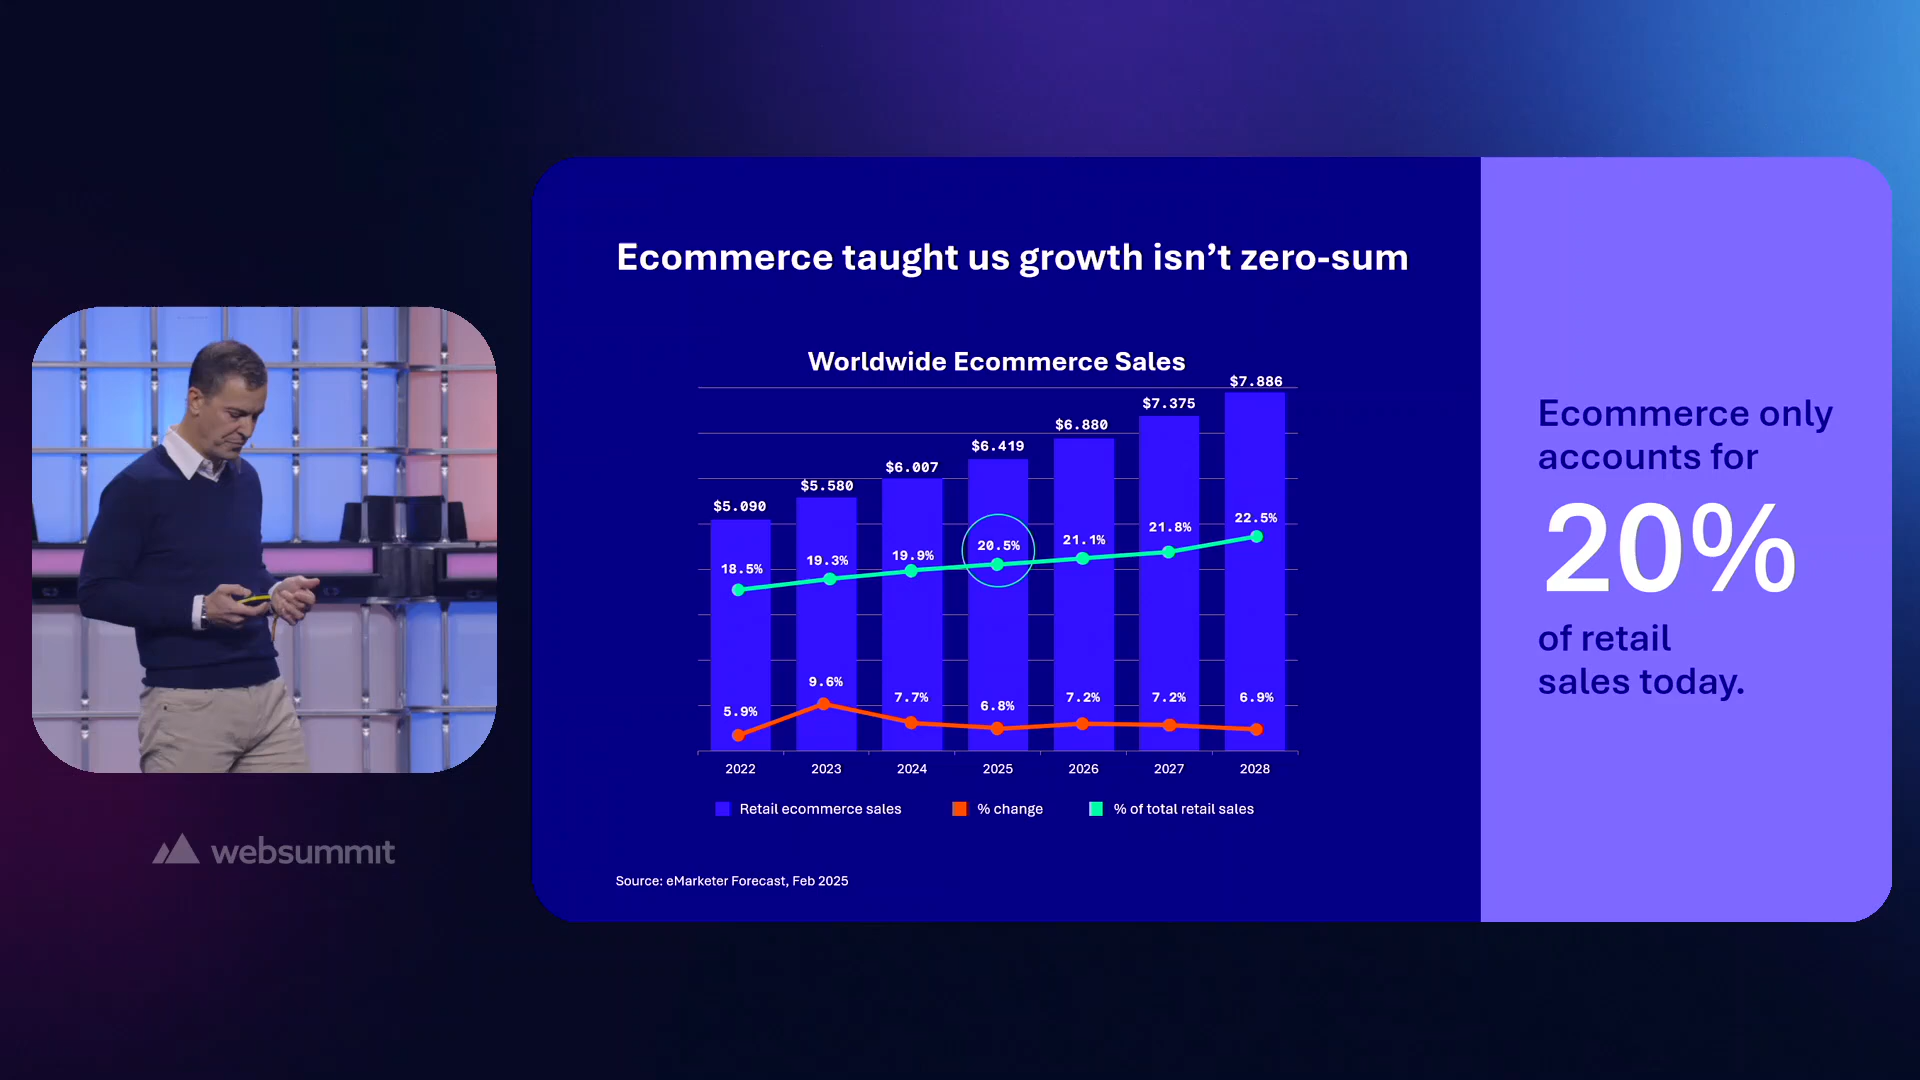 Ecommerce taught us growth isn't zero-sum
Worldwide Ecommerce Sales
$5.090
$5.580
$6.007
$6.419
$6.880
$7.375
$7.886
18.5%
19.3%
19.9%
20.5%
21.1%
21.8%
22.5%
5.9%
9.6%
7.7%
6.8%
7.2%
7.2%
6.9%
2022
2023
2024
2025
2026
2027
2028
Retail ecommerce sales
% change
% of total retail sales
Source: eMarketer Forecast, Feb 2025
Ecommerce only
accounts for
20%
of retail
sales today.
websummit